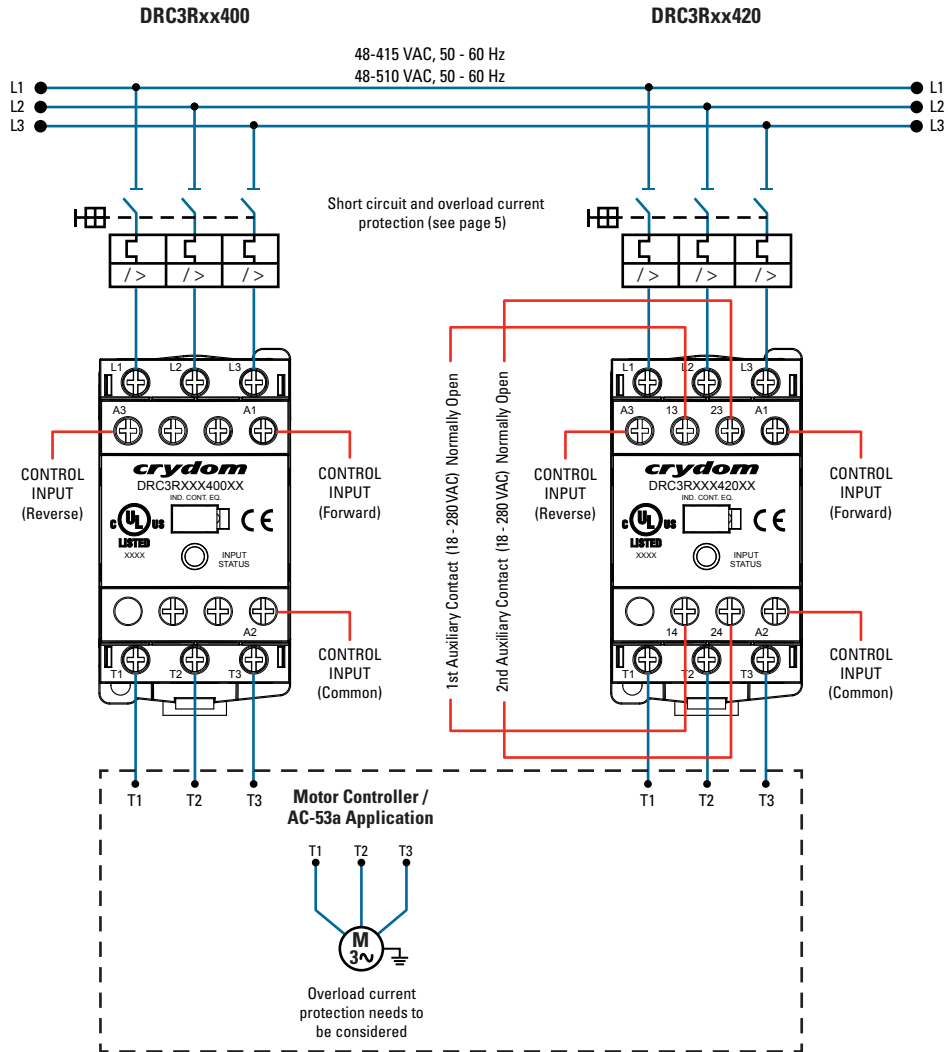 DRC3Rxx400
DRC3Rxx420
48-415 VAC, 50 - 60 Hz
48-510 VAC, 50 - 60 Hz
L1
L2
L3
L1
L2
L3
Short circuit and overload current
protection (see page 5)
/ >
/ >
/ >
/ >
/ >
/ >
L1
L2
L3
A3
A1
CONTROL
INPUT
(Reverse)
crydom
DRC3RXXX400XX
IND. CONT. EQ.
C UL US
LISTED
XXXX
CE
INPUT
STATUS
CONTROL
INPUT
(Forward)
A2
CONTROL
INPUT
(Common)
T1
T2
T3
1st Auxiliary Contact (18 - 280 VAC) Normally Open
2nd Auxiliary Contact (18 - 280 VAC) Normally Open
L1
L2
L3
A3
13
23
A1
CONTROL
INPUT
(Reverse)
crydom
DRC3RXXX420XX
IND. CONT. EQ.
C UL US
LISTED
XXXX
CE
INPUT
STATUS
CONTROL
INPUT
(Forward)
14
24
A2
CONTROL
INPUT
(Common)
T1
T2
T3
T1
T2
T3
T1
T2
T3
Motor Controller /
AC-53a Application
T1
T2
T3
M
3~
Overload current
protection needs to
be considered